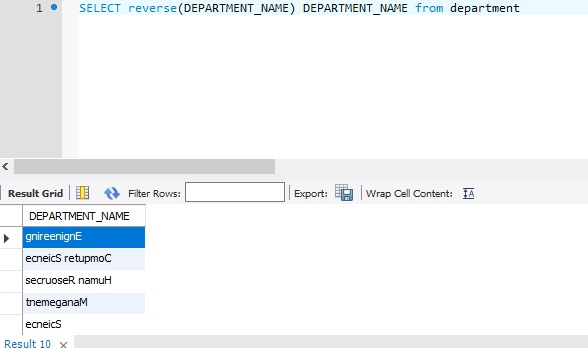 1 SELECT reverse(DEPARTMENT_NAME) DEPARTMENT_NAME from department
Result Grid Filter Rows: Export: Wrap Cell Content:
DEPARTMENT_NAME
gnireenignE
ecneicS retupmoC
secruoseR namuH
tnemeganaM
ecneicS
Result 10 ×